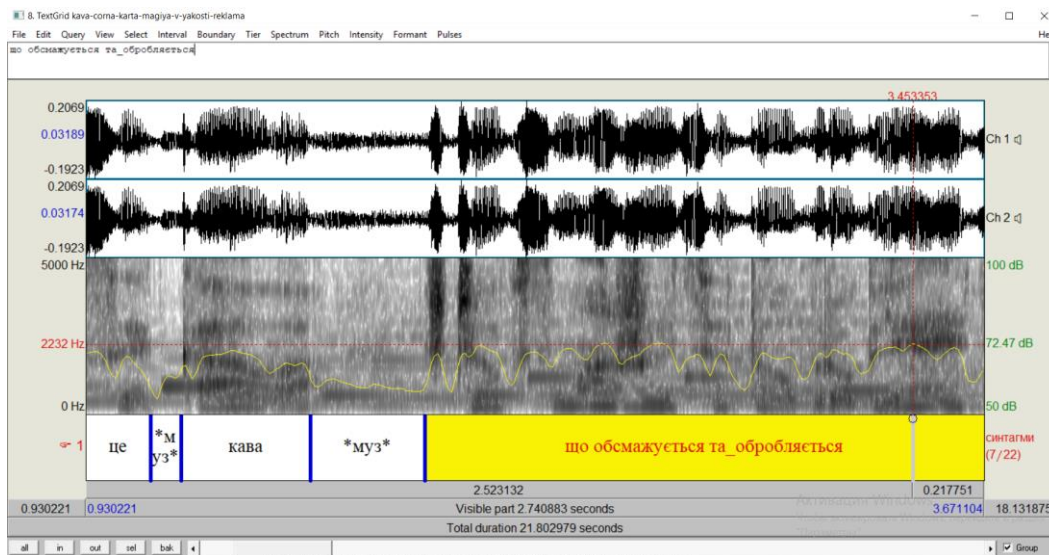 8. TextGrid kava-corna-karta-magiya-v-yakosti-reklama
File Edit Query View Select Interval Boundary Tier Spectrum Pitch Intensity Formant Pulses He
що обсмажується та_обробляється
3.453353
0.2069
0.03189
-0.1923
Ch 1
0.2069
0.03174
-0.1923
Ch 2
5000 Hz
100 dB
2232 Hz
72.47 dB
0 Hz
50 dB
1
це
*м
уз*
кава
*муз*
що обсмажується та_обробляється
синтагми
(7/22)
2.523132
0.217751
0.930221
0.930221
Visible part 2.740883 seconds
3.671104
18.131875
Total duration 21.802979 seconds
all in out sel bak
Group